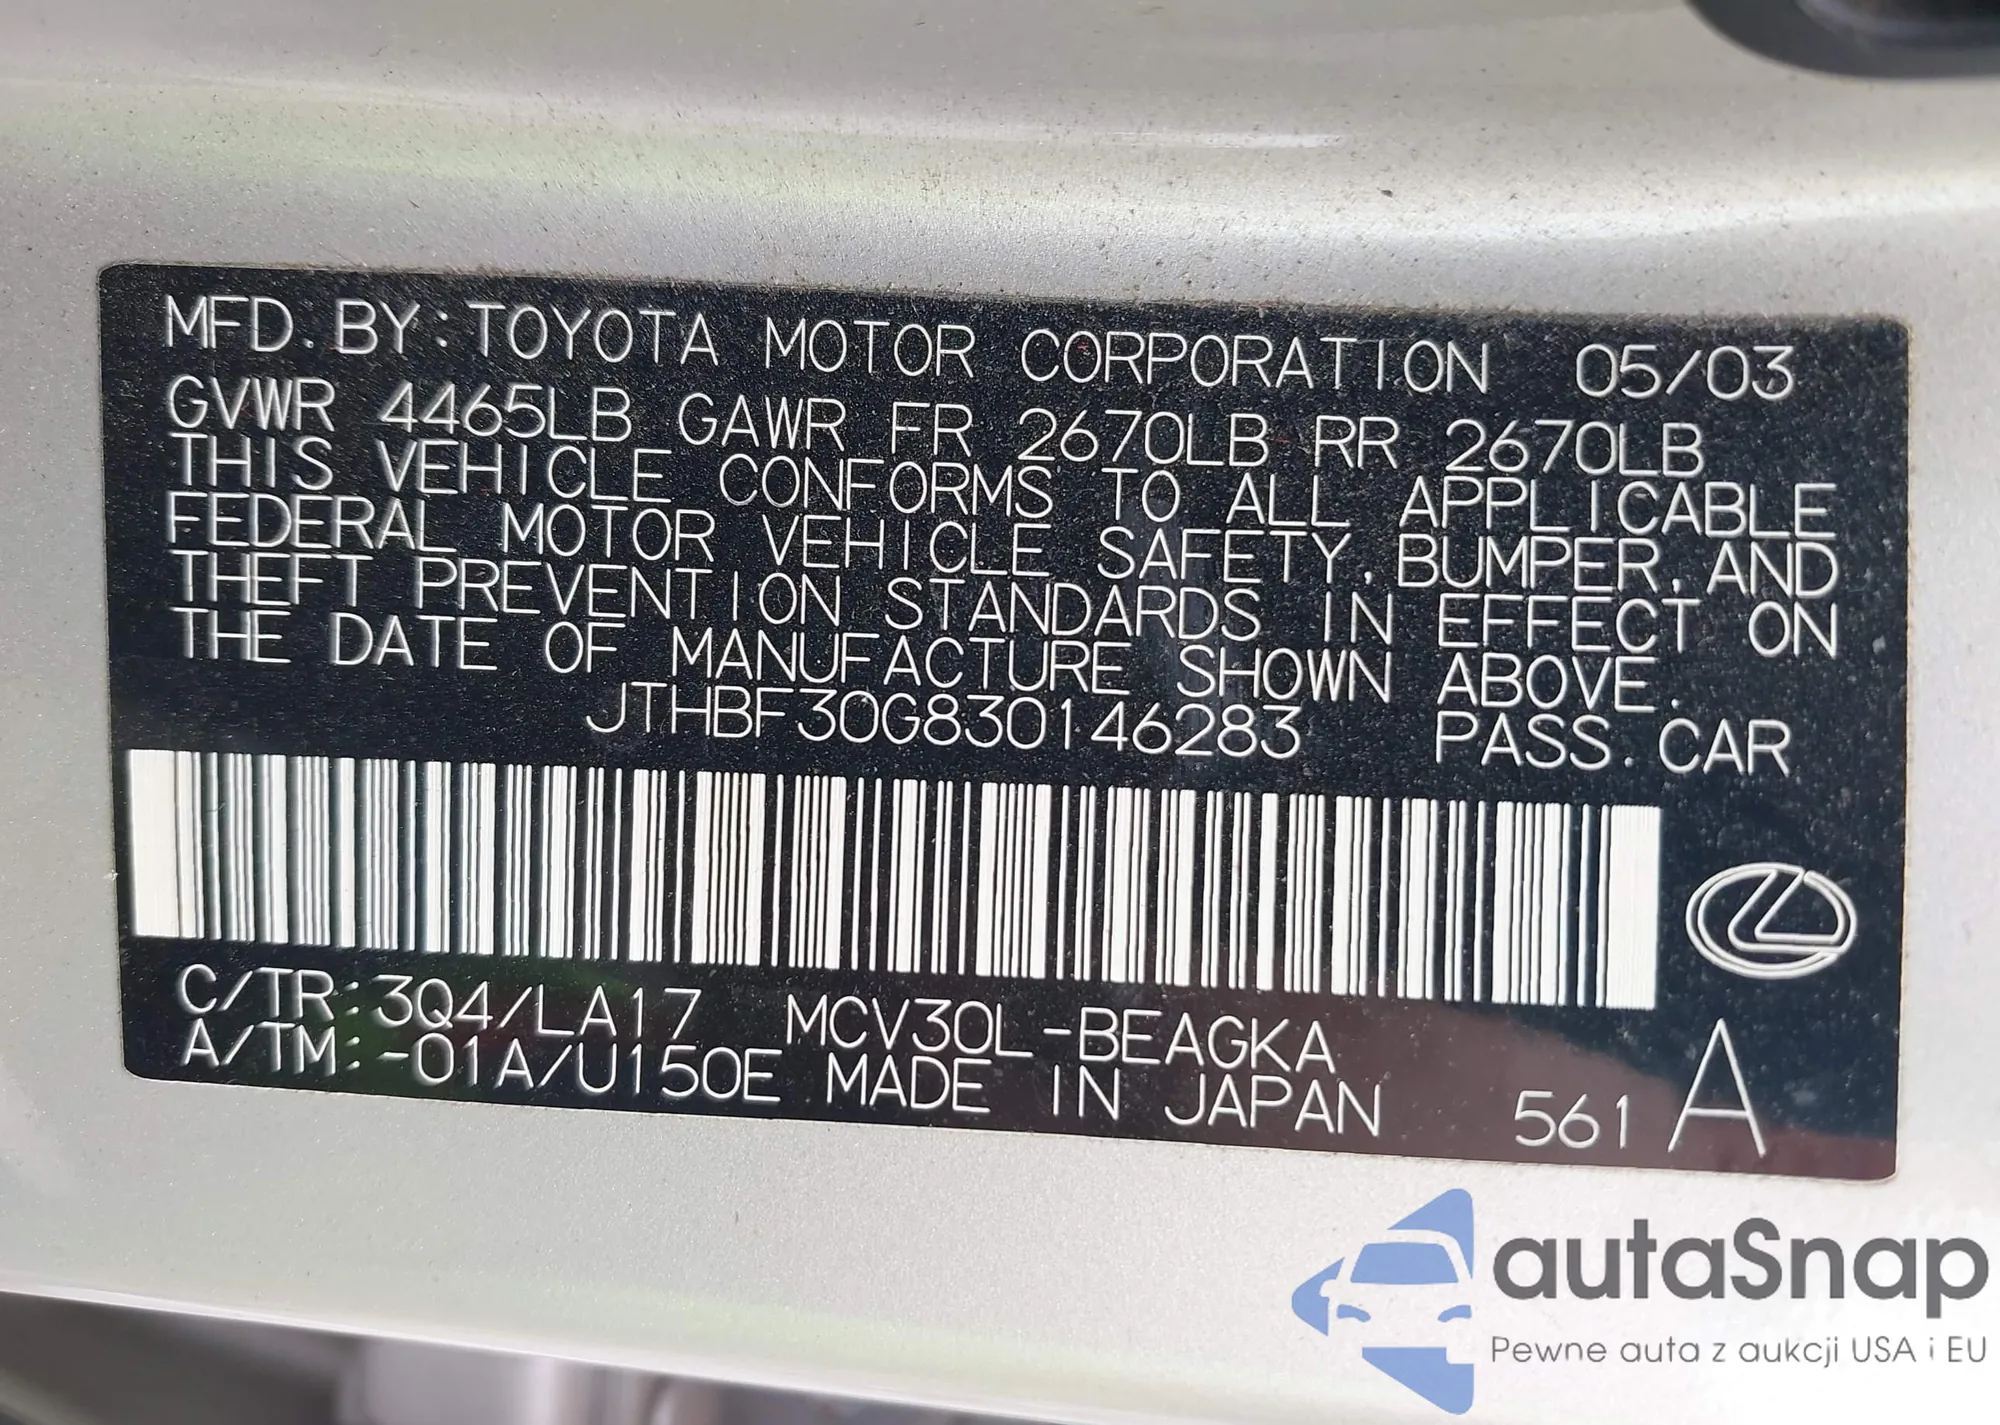 MFD. BY: TOYOTA MOTOR CORPORATION 05/03
GVWR 4465LB GAWR FR 2670LB RR 2670LB
THIS VEHICLE CONFORMS TO ALL APPLICABLE
FEDERAL MOTOR VEHICLE SAFETY, BUMPER, AND
THEFT PREVENTION STANDARDS IN EFFECT ON
THE DATE OF MANUFACTURE SHOWN ABOVE.
JTHBF30G830146283 PASS. CAR
C/TR: 3Q4/LA17 MCV30L-BEAGKA
A/TM: -01A/U150E MADE IN JAPAN 561 A
autaSnap
Pewne auta z aukcji USA i EU